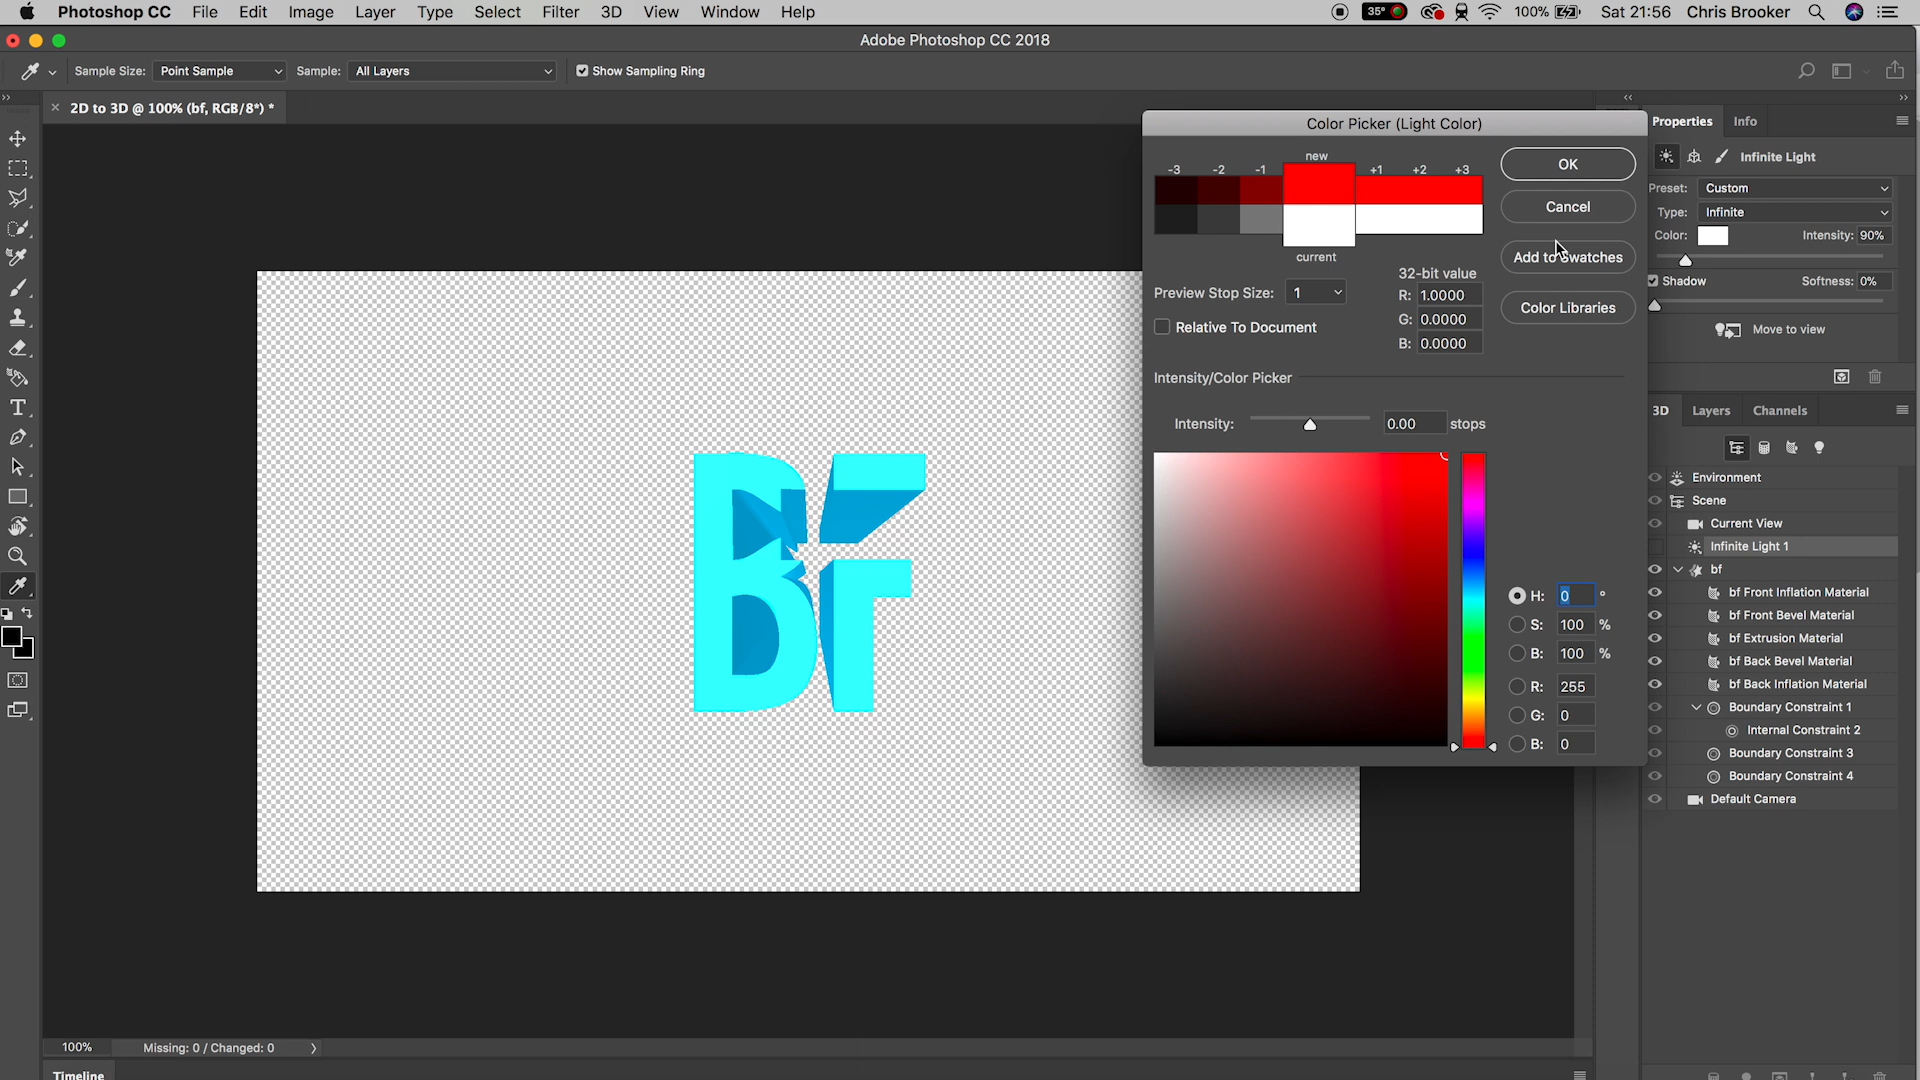 Photoshop CC File Edit Image Layer Type Select Filter 3D View Window Help 35° 100% Sat 21:56 Chris Brooker
Adobe Photoshop CC 2018
Sample Size: Point Sample Sample: All Layers Show Sampling Ring
2D to 3D @ 100% (bf, RGB/8*) *
Color Picker (Light Color)
new
-3 -2 -1 +1 +2 +3
current
OK
Cancel
Add to Swatches
Color Libraries
Preview Stop Size: 1
Relative To Document
32-bit value
R: 1.0000
G: 0.0000
B: 0.0000
Intensity/Color Picker
Intensity: 0.00 stops
H: 0 °
S: 100 %
B: 100 %
R: 255
G: 0
B: 0
Properties Info
Infinite Light
Preset: Custom
Type: Infinite
Color: Intensity: 90%
Shadow Softness: 0%
Move to view
3D Layers Channels
Environment
Scene
Current View
Infinite Light 1
bf
bf Front Inflation Material
bf Front Bevel Material
bf Extrusion Material
bf Back Bevel Material
bf Back Inflation Material
Boundary Constraint 1
Internal Constraint 2
Boundary Constraint 3
Boundary Constraint 4
Default Camera
BF
100% Missing: 0 / Changed: 0
Timeline